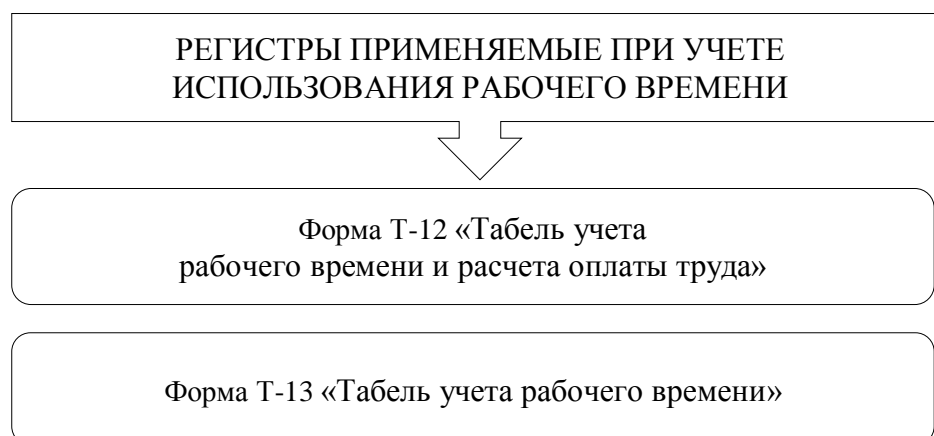 РЕГИСТРЫ ПРИМЕНЯЕМЫЕ ПРИ УЧЕТЕ
ИСПОЛЬЗОВАНИЯ РАБОЧЕГО ВРЕМЕНИ
Форма Т-12 «Табель учета
рабочего времени и расчета оплаты труда»
Форма Т-13 «Табель учета рабочего времени»